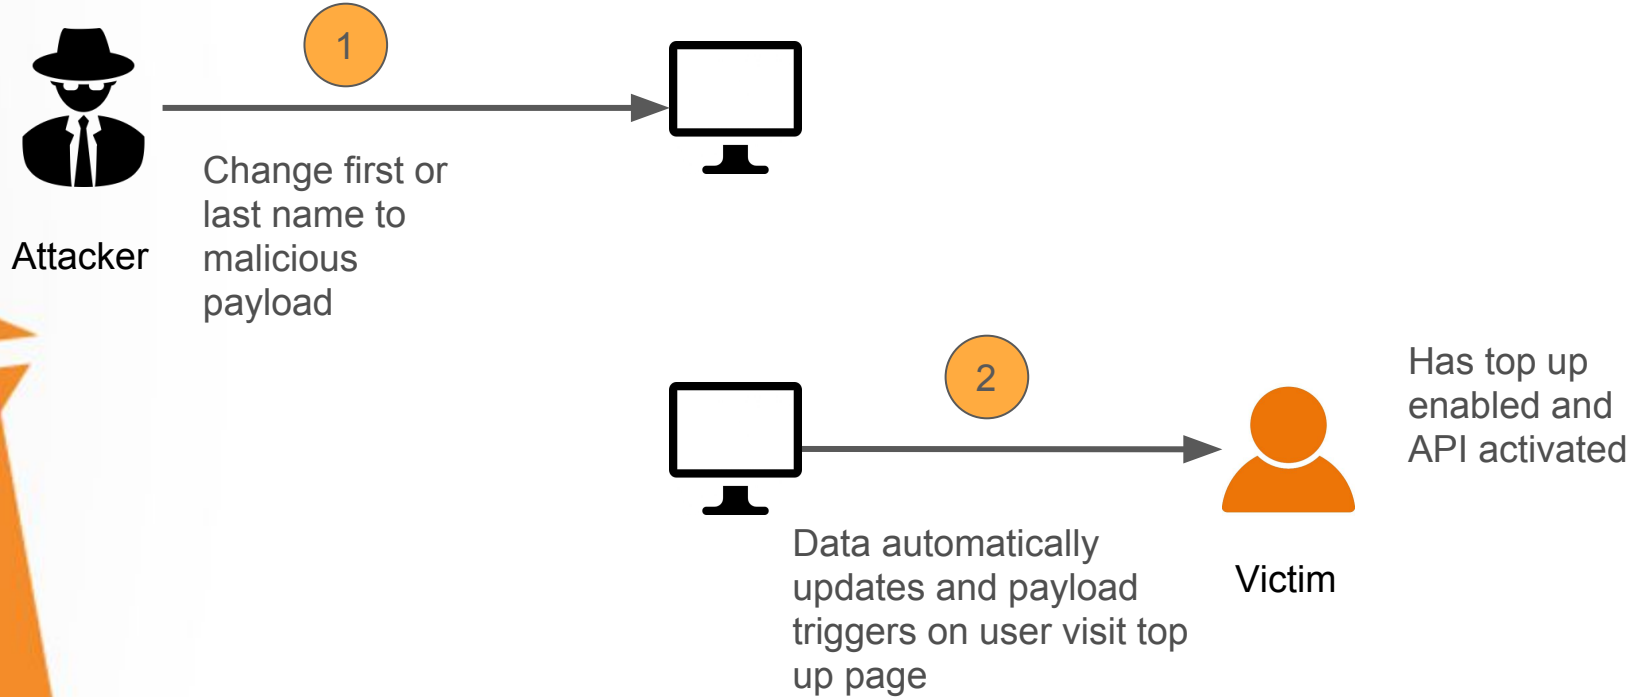 1
Change first or
last name to
malicious
payload
Attacker
2
Has top up
enabled and
API activated
Data automatically
updates and payload
triggers on user visit top
up page
Victim